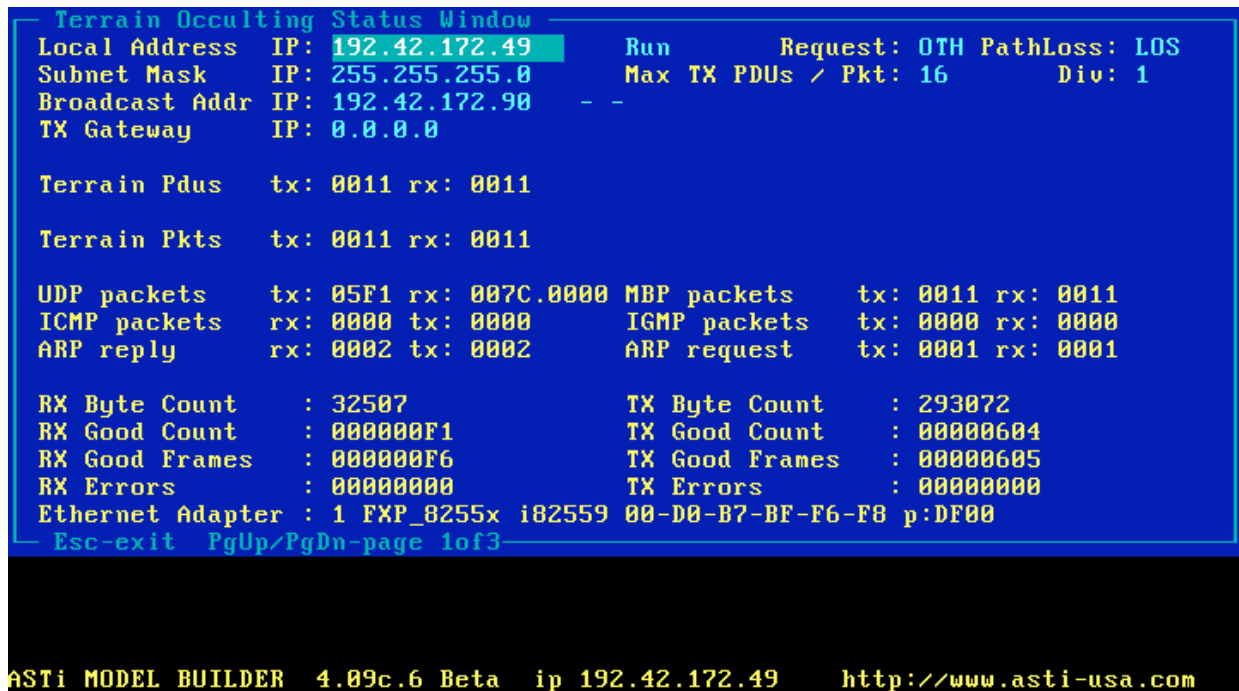 Terrain Occulting Status Window
Local Address IP: 192.42.172.49 Run Request: OTH PathLoss: LOS
Subnet Mask IP: 255.255.255.0 Max TX PDUs / Pkt: 16 Div: 1
Broadcast Addr IP: 192.42.172.90 - -
TX Gateway IP: 0.0.0.0
Terrain Pdus tx: 0011 rx: 0011
Terrain Pkts tx: 0011 rx: 0011
UDP packets tx: 05F1 rx: 007C.0000 MBP packets tx: 0011 rx: 0011
ICMP packets rx: 0000 tx: 0000 IGMP packets tx: 0000 rx: 0000
ARP reply rx: 0002 tx: 0002 ARP request tx: 0001 rx: 0001
RX Byte Count : 32507 TX Byte Count : 293072
RX Good Count : 000000F1 TX Good Count : 00000604
RX Good Frames : 000000F6 TX Good Frames : 00000605
RX Errors : 00000000 TX Errors : 00000000
Ethernet Adapter : 1 FXP_8255x i82559 00-D0-B7-BF-F6-F8 p:DF00
Esc-exit PgUp/PgDn-page 1of3
ASTi MODEL BUILDER 4.09c.6 Beta ip 192.42.172.49 http://www.asti-usa.com